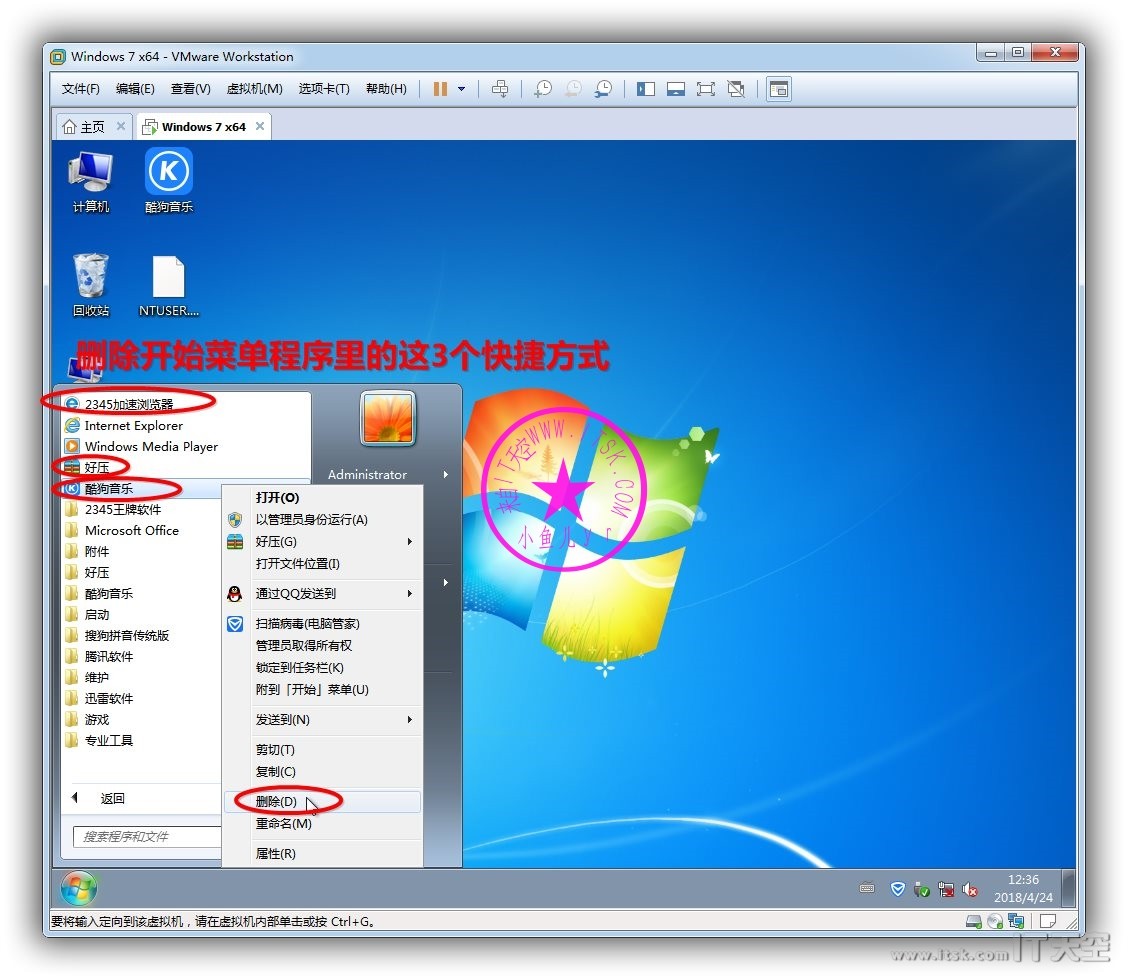 Windows 7 x64 - VMware Workstation
文件(F) 编辑(E) 查看(V) 虚拟机(M) 选项卡(T) 帮助(H)
主页 Windows 7 x64
计算机 酷狗音乐
回收站 NTUSER....
删除开始菜单程序里的这3个快捷方式
2345加速浏览器
Internet Explorer
Windows Media Player
好压
酷狗音乐
2345王牌软件
Microsoft Office
附件
好压
酷狗音乐
启动
搜狗拼音传统版
腾讯软件
维护
迅雷软件
游戏
专业工具
返回
搜索程序和文件
Administrator
打开(O)
以管理员身份运行(A)
好压(G)
打开文件位置(I)
通过QQ发送到
扫描病毒(电脑管家)
管理员取得所有权
锁定到任务栏(K)
附到「开始」菜单(U)
发送到(N)
剪切(T)
复制(C)
删除(D)
重命名(M)
属性(R)
来自IT天空WWW.ITSK.COM
小鱼儿yr
12:36
2018/4/24
要将输入定向到该虚拟机，请在虚拟机内部单击或按 Ctrl+G。
www.itsk.com IT天空